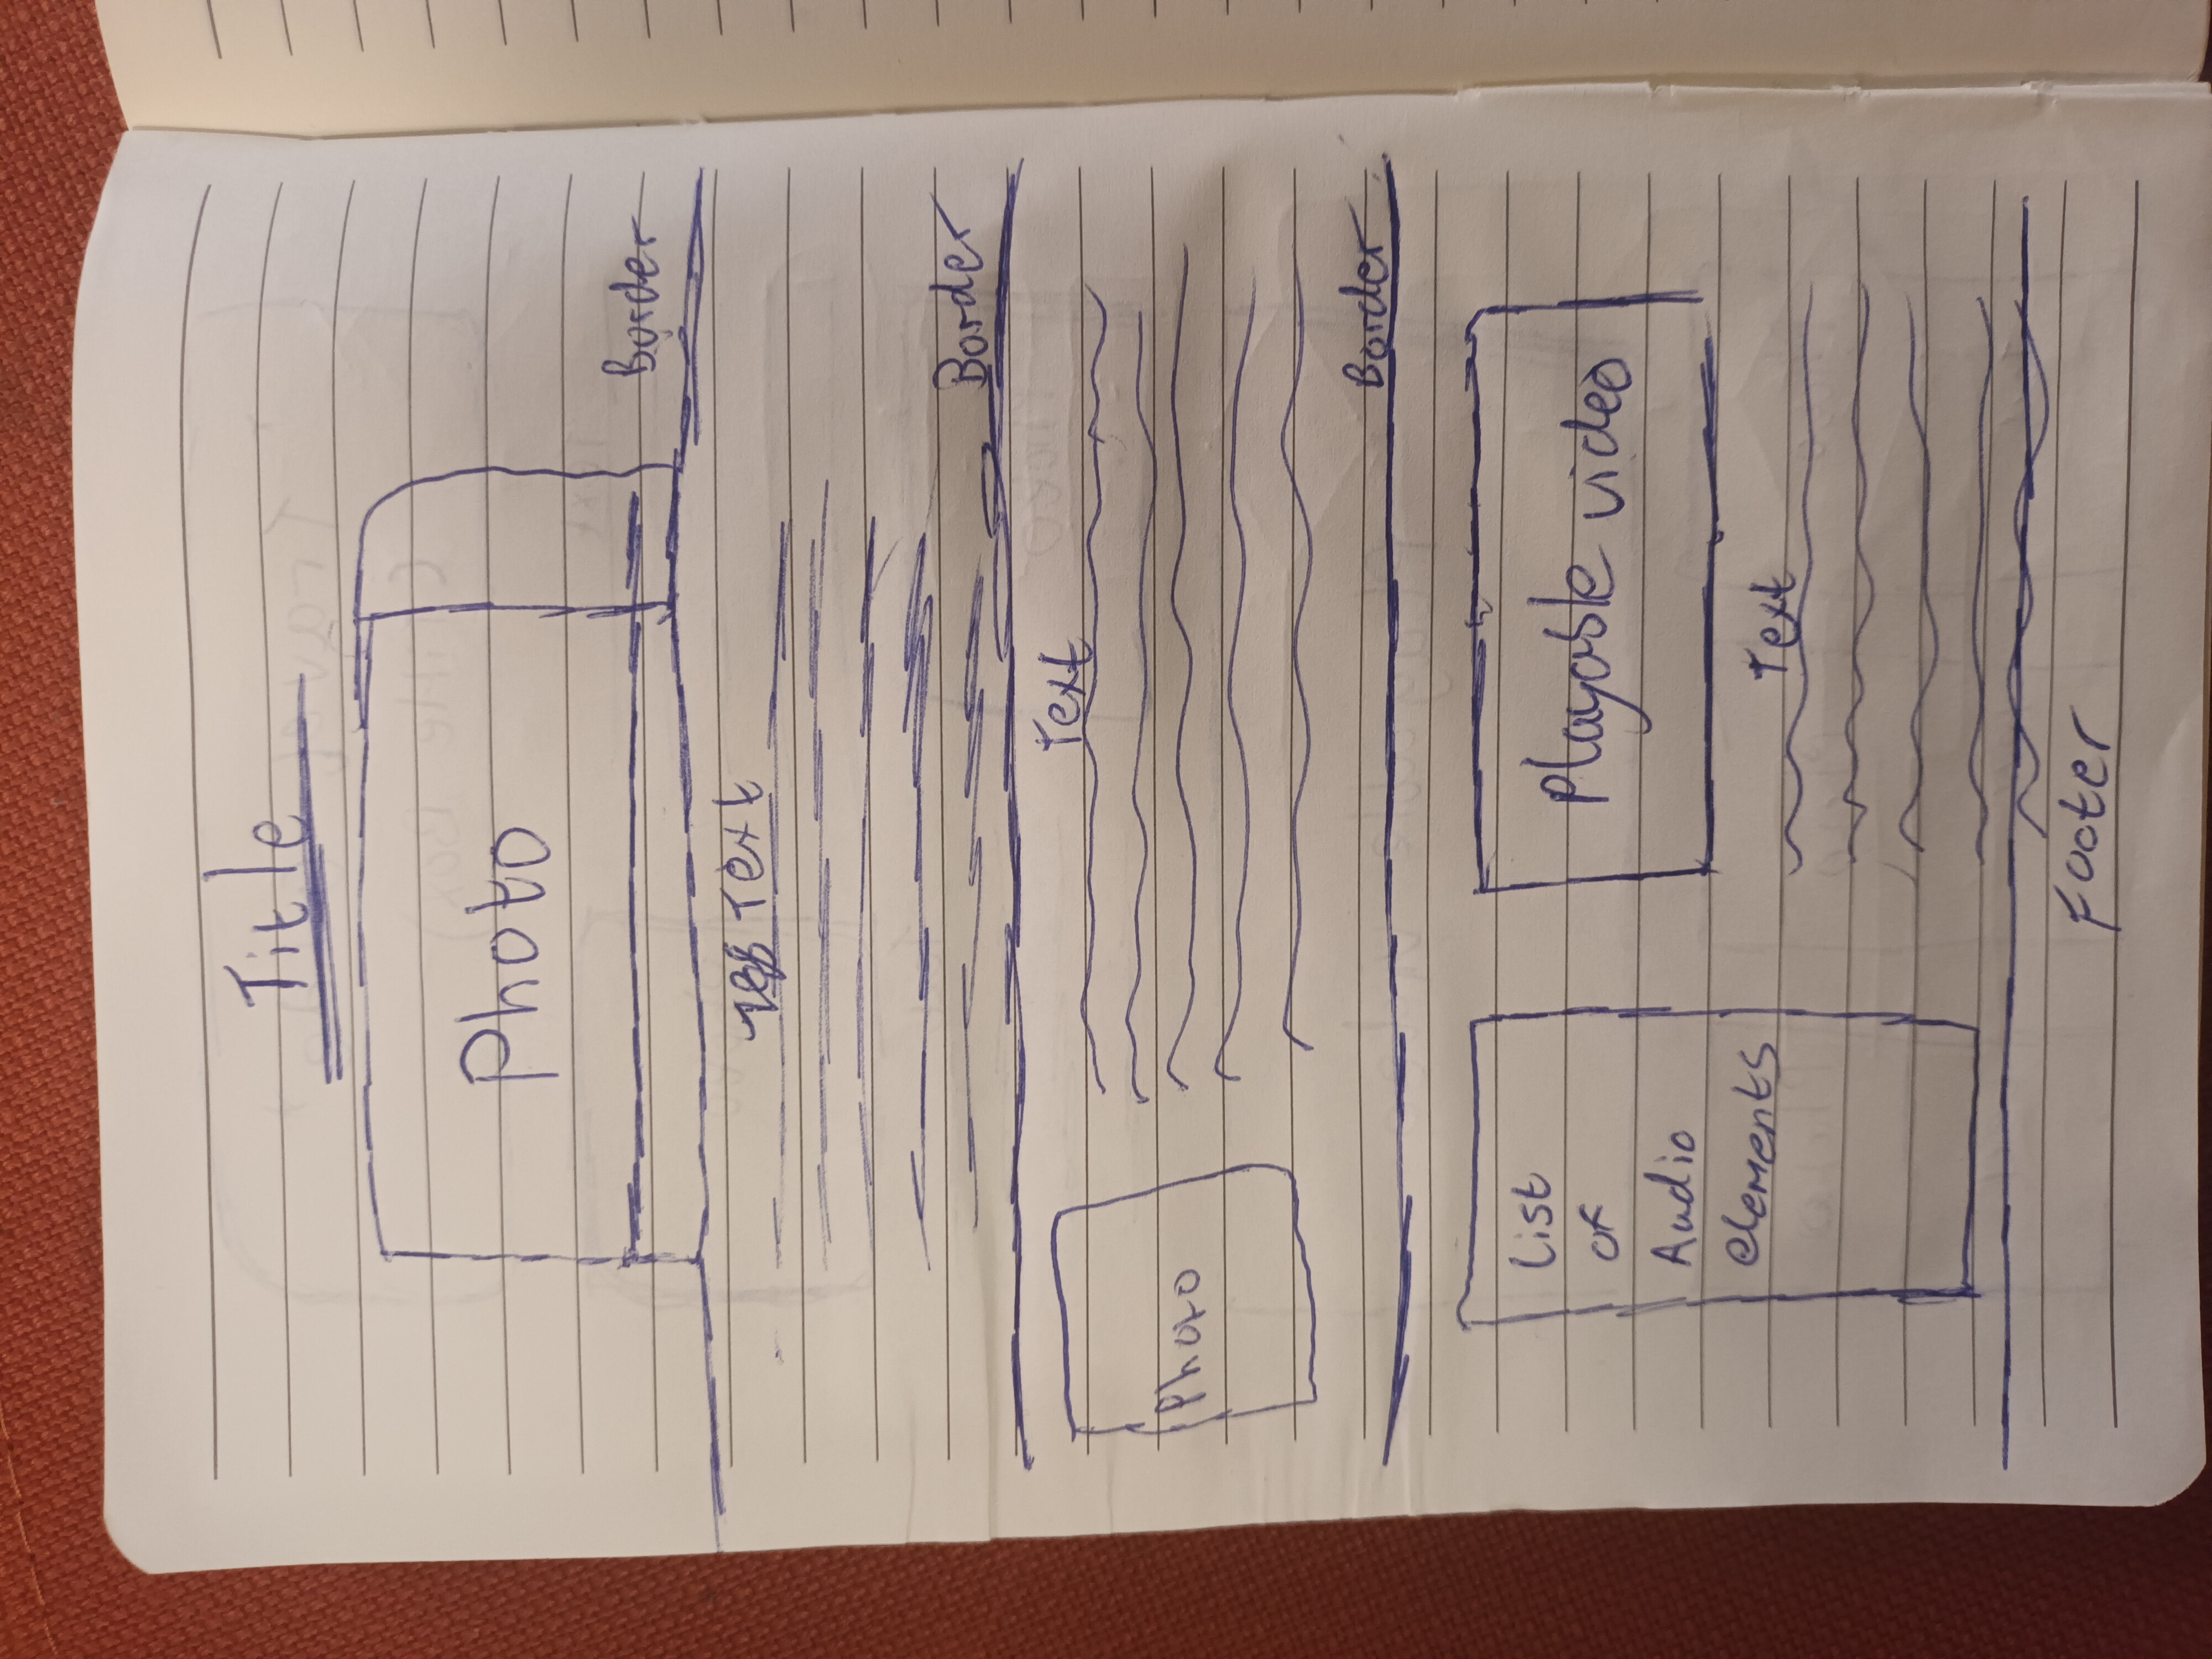 Title
Photo
Border
Text
Border
Text
Photo
Border
Playable video
List
of
Audio
elements
Text
Footer